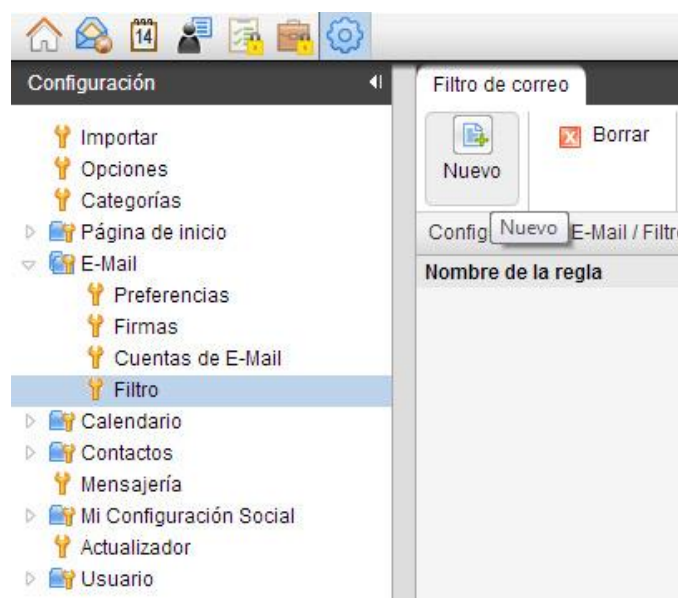 14
Configuración
Filtro de correo
Importar
Opciones
Categorías
Página de inicio
E-Mail
Preferencias
Firmas
Cuentas de E-Mail
Filtro
Calendario
Contactos
Mensajería
Mi Configuración Social
Actualizador
Usuario
Nuevo
Borrar
Config
Nuevo
E-Mail / Filtr
Nombre de la regla